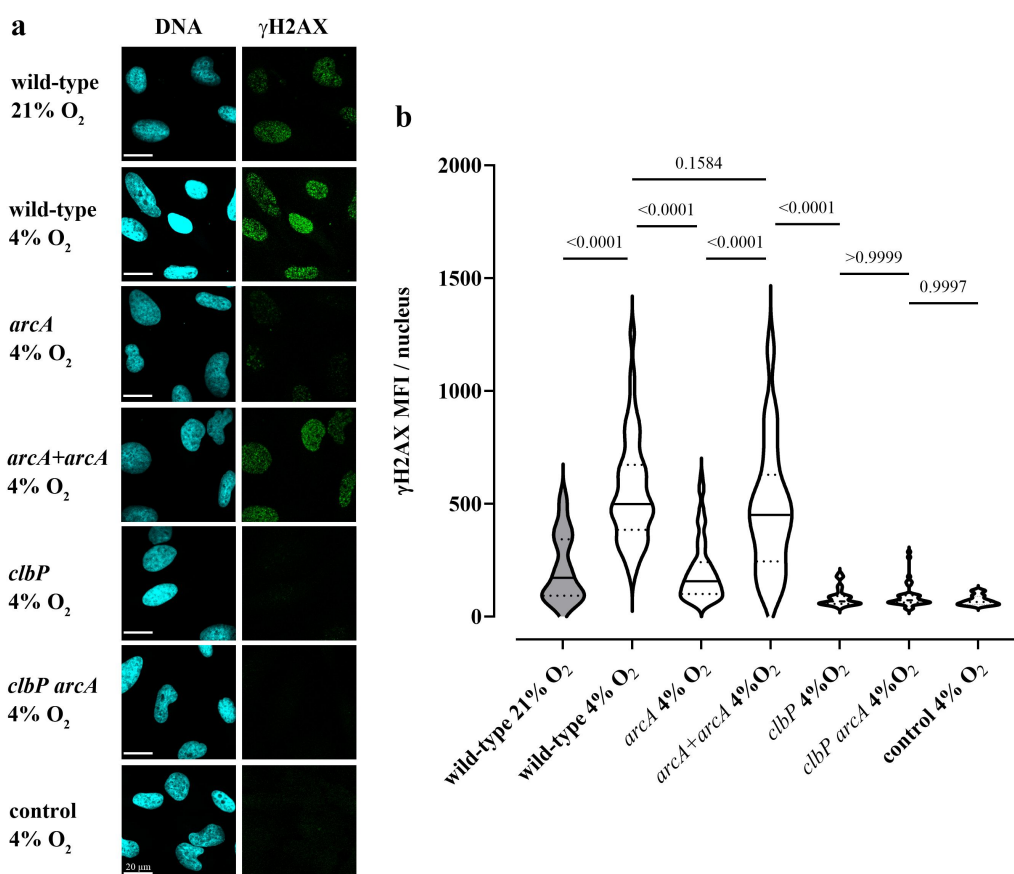 a
DNA γH2AX
wild-type
21% O2
wild-type
4% O2
arcA
4% O2
arcA+arcA
4% O2
clbP
4% O2
clbP arcA
4% O2
control
4% O2
20 μm
b
γH2AX MFI / nucleus
2000
1500
1000
500
0
0.1584
<0.0001 <0.0001
<0.0001 <0.0001
>0.9999
0.9997
wild-type 21% O2
wild-type 4% O2
arcA 4% O2
arcA+arcA 4% O2
clbP 4%O2
clbP arcA 4%O2
control 4% O2